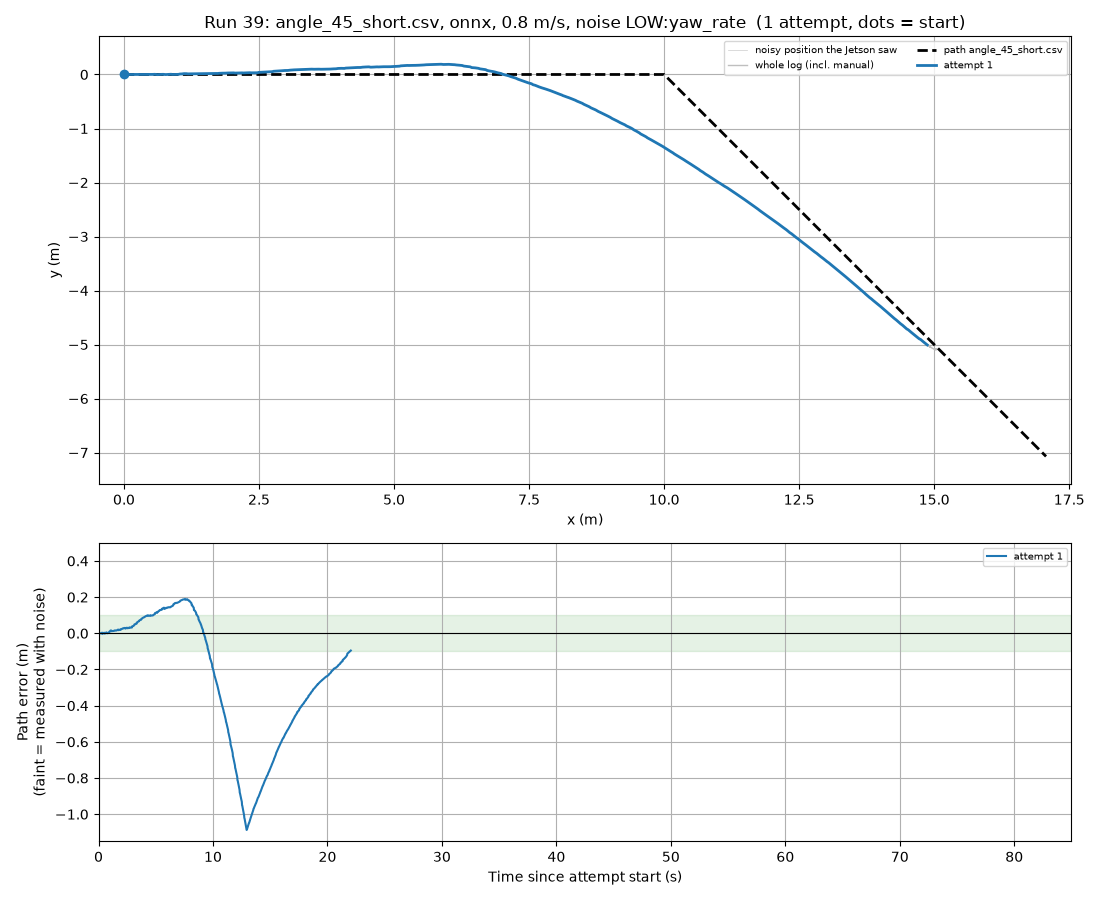 Run 39: angle_45_short.csv, onnx, 0.8 m/s, noise LOW:yaw_rate  (1 attempt, dots = start)
noisy position the Jetson saw
whole log (incl. manual)
path angle_45_short.csv
attempt 1
0
−1
−2
−3
−4
−5
−6
−7
y (m)
0.0 2.5 5.0 7.5 10.0 12.5 15.0 17.5
x (m)
attempt 1
0.4
0.2
0.0
−0.2
−0.4
−0.6
−0.8
−1.0
Path error (m)
(faint = measured with noise)
0 10 20 30 40 50 60 70 80
Time since attempt start (s)